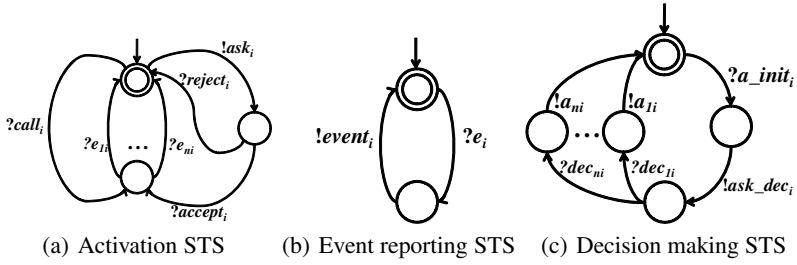 !ask_i
?reject_i
?call_i
?e_1i
...
?e_ni
?accept_i
!event_i
?e_i
?a_init_i
!a_ni
...
!a_1i
?dec_ni
?dec_1i
!ask_dec_i
(a) Activation STS
(b) Event reporting STS
(c) Decision making STS